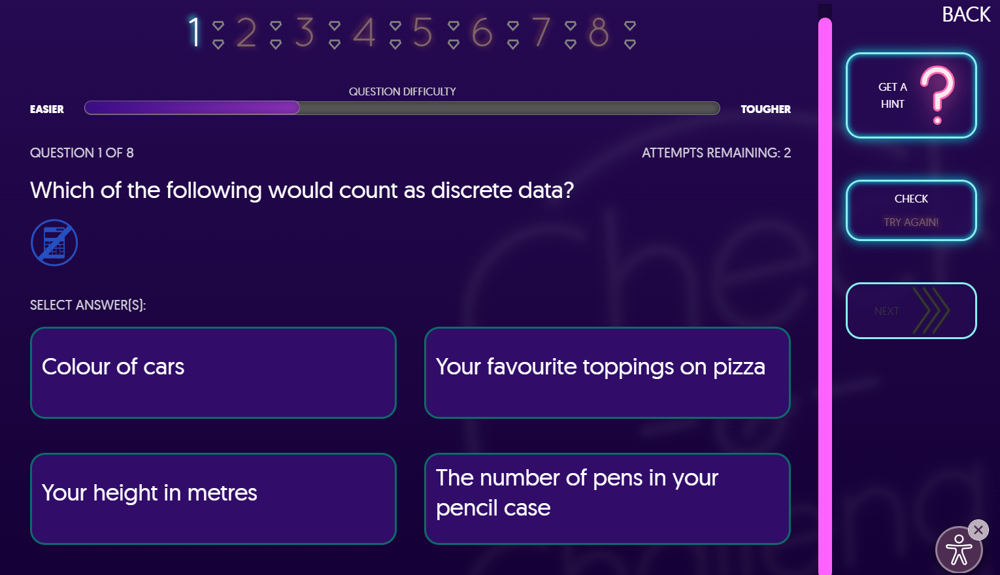 1 2 3 4 5 6 7 8
BACK
QUESTION DIFFICULTY
EASIER
TOUGHER
GET A
HINT
QUESTION 1 OF 8
ATTEMPTS REMAINING: 2
Which of the following would count as discrete data?
CHECK
TRY AGAIN!
SELECT ANSWER(S):
NEXT
Colour of cars
Your favourite toppings on pizza
Your height in metres
The number of pens in your
pencil case